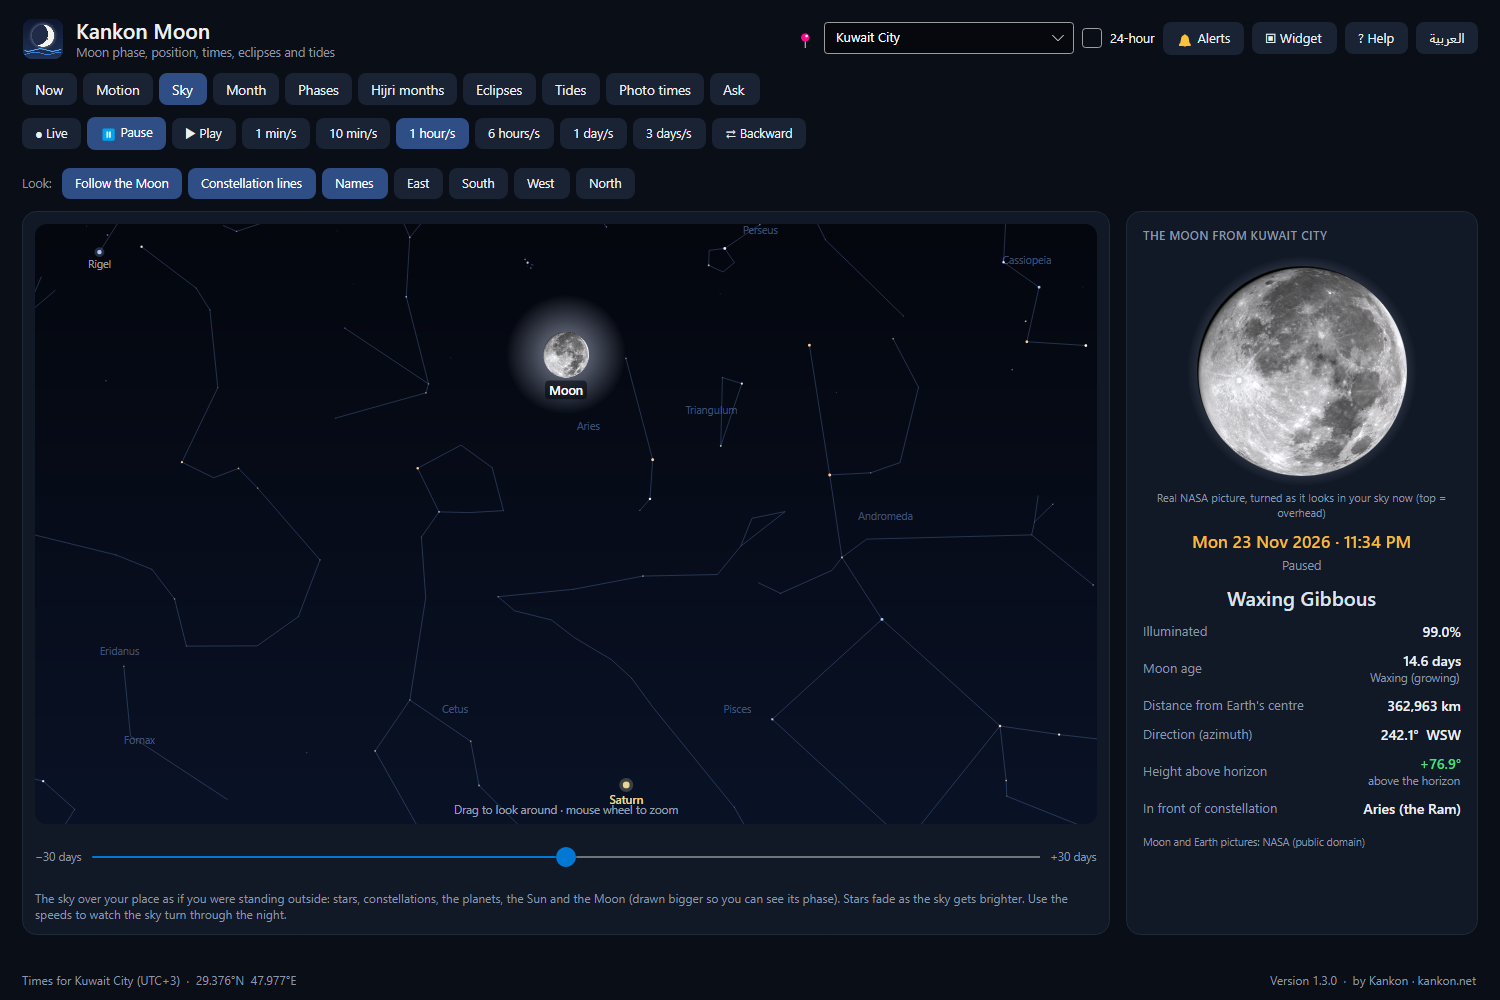 Kankon Moon
Moon phase, position, times, eclipses and tides
Kuwait City
24-hour
Alerts
Widget
? Help
العربية
Now
Motion
Sky
Month
Phases
Hijri months
Eclipses
Tides
Photo times
Ask
● Live
⏸ Pause
▶ Play
1 min/s
10 min/s
1 hour/s
6 hours/s
1 day/s
3 days/s
⇄ Backward
Look:
Follow the Moon
Constellation lines
Names
East
South
West
North
Perseus
Rigel
Cassiopeia
Moon
Triangulum
Aries
Andromeda
Eridanus
Cetus
Pisces
Fornax
Saturn
Drag to look around · mouse wheel to zoom
−30 days
+30 days
The sky over your place as if you were standing outside: stars, constellations, the planets, the Sun and the Moon (drawn bigger so you can see its phase). Stars fade as the sky gets brighter. Use the
speeds to watch the sky turn through the night.
THE MOON FROM KUWAIT CITY
Real NASA picture, turned as it looks in your sky now (top =
overhead)
Mon 23 Nov 2026 · 11:34 PM
Paused
Waxing Gibbous
Illuminated 99.0%
Moon age 14.6 days
Waxing (growing)
Distance from Earth's centre 362,963 km
Direction (azimuth) 242.1° WSW
Height above horizon +76.9°
above the horizon
In front of constellation Aries (the Ram)
Moon and Earth pictures: NASA (public domain)
Times for Kuwait City (UTC+3) · 29.376°N 47.977°E
Version 1.3.0 · by Kankon · kankon.net